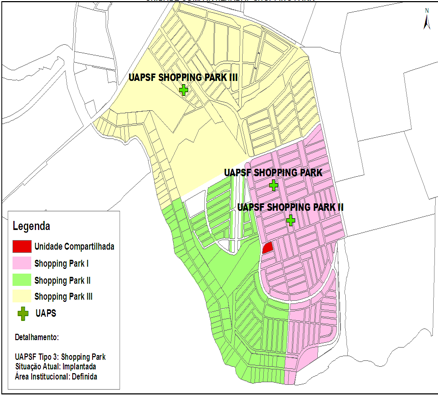 N
UAPSF SHOPPING PARK III
UAPSF SHOPPING PARK
UAPSF SHOPPING PARK II
Legenda
Unidade Compartilhada
Shopping Park I
Shopping Park II
Shopping Park III
UAPS
Detalhamento:
UAPSF Tipo 3: Shopping Park
Situação Atual: Implantada
Área Institucional: Definida